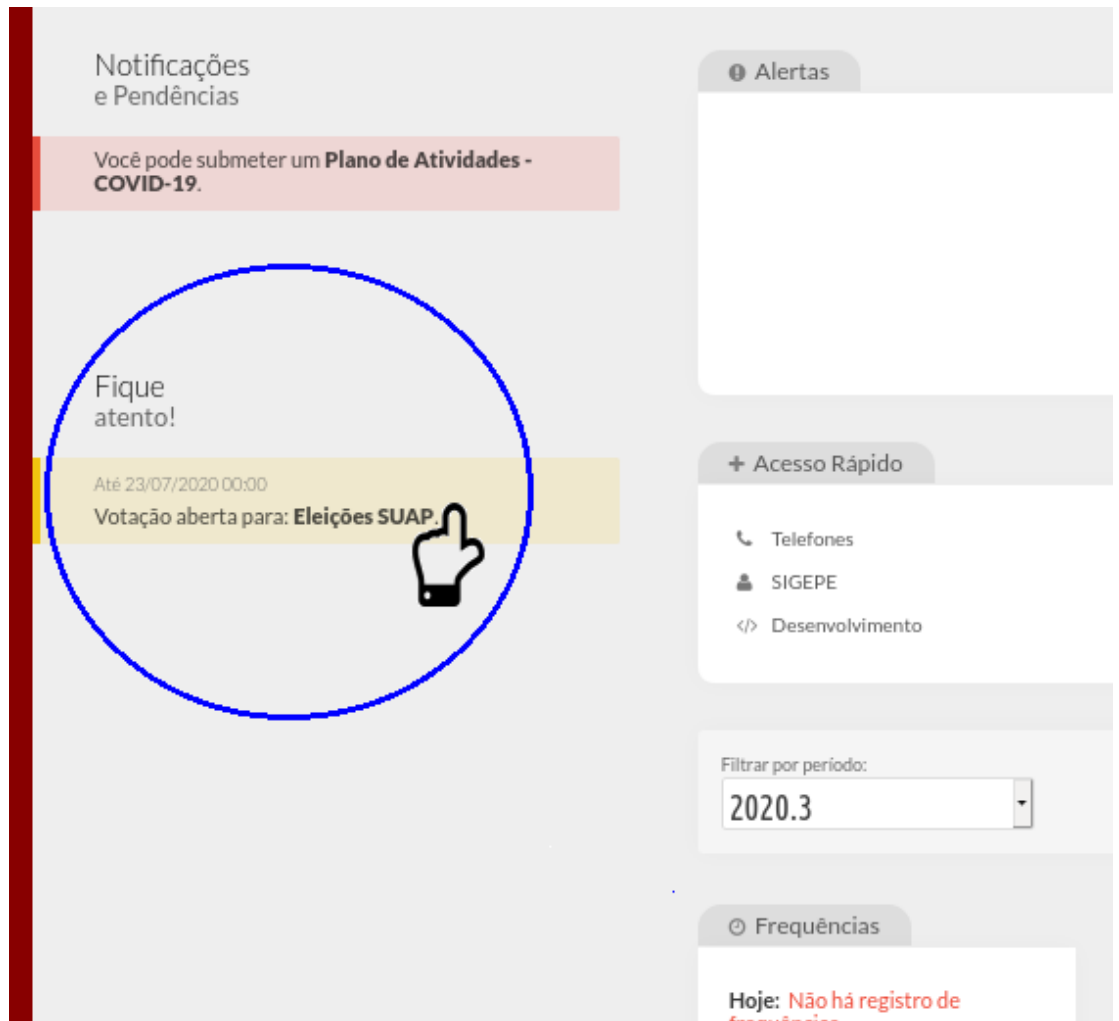 Notificações
e Pendências
Você pode submeter um Plano de Atividades -
COVID-19.
Fique
atento!
Até 23/07/2020 00:00
Votação aberta para: Eleições SUAP.
Alertas
Acesso Rápido
Telefones
SIGEPE
Desenvolvimento
Filtrar por período:
2020.3
Frequências
Hoje: Não há registro de